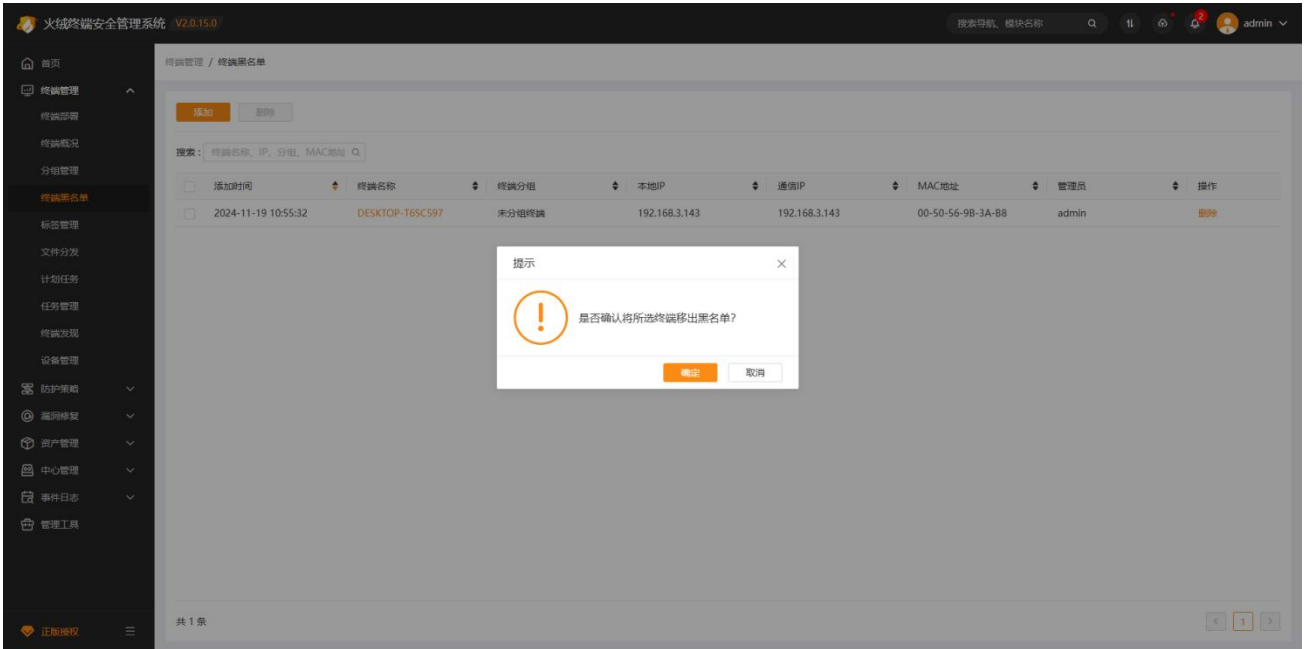 火绒终端安全管理系统 V2.0.15.0
搜索导航、模块名称
2
admin
首页
终端管理
终端部署
终端概况
分组管理
终端黑名单
标签管理
文件分发
计划任务
任务管理
终端发现
设备管理
防护策略
漏洞修复
资产管理
中心管理
事件日志
管理工具
正版授权
终端管理 / 终端黑名单
添加 删除
搜索: 终端名称、IP、分组、MAC地址
添加时间 终端名称 终端分组 本地IP 通信IP MAC地址 管理员 操作
2024-11-19 10:55:32 DESKTOP-T6SC597 未分组终端 192.168.3.143 192.168.3.143 00-50-56-9B-3A-B8 admin 删除
提示
是否确认将所选终端移出黑名单?
确定 取消
共 1 条
< 1 >